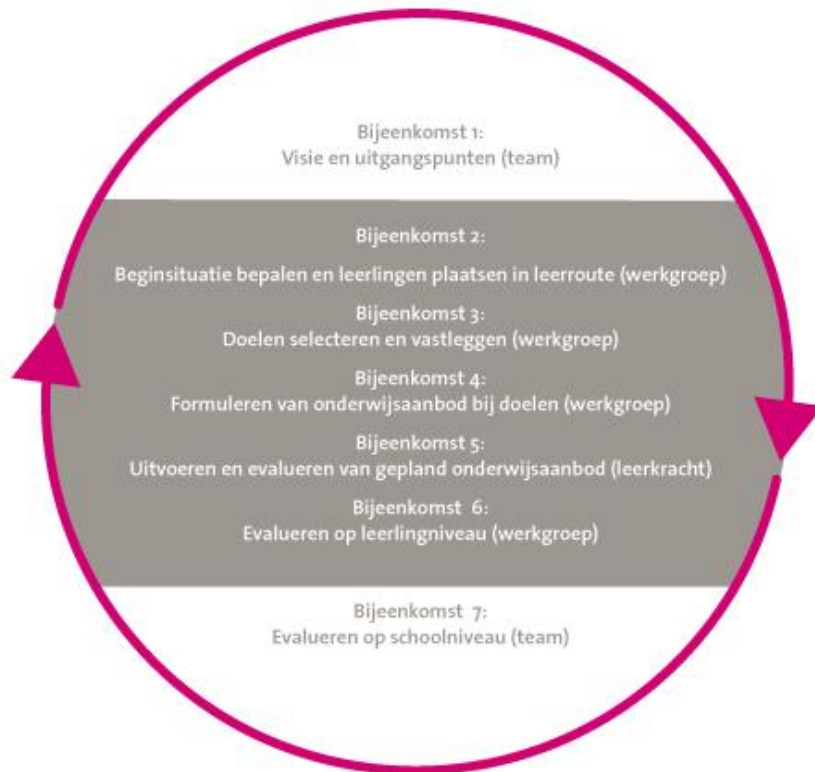 Bijeenkomst 1:
Visie en uitgangspunten (team)
Bijeenkomst 2:
Beginsituatie bepalen en leerlingen plaatsen in leerroute (werkgroep)
Bijeenkomst 3:
Doelen selecteren en vastleggen (werkgroep)
Bijeenkomst 4:
Formuleren van onderwijsaanbod bij doelen (werkgroep)
Bijeenkomst 5:
Uitvoeren en evalueren van gepland onderwijsaanbod (leerkracht)
Bijeenkomst 6:
Evalueren op leerlingniveau (werkgroep)
Bijeenkomst 7:
Evalueren op schoolniveau (team)